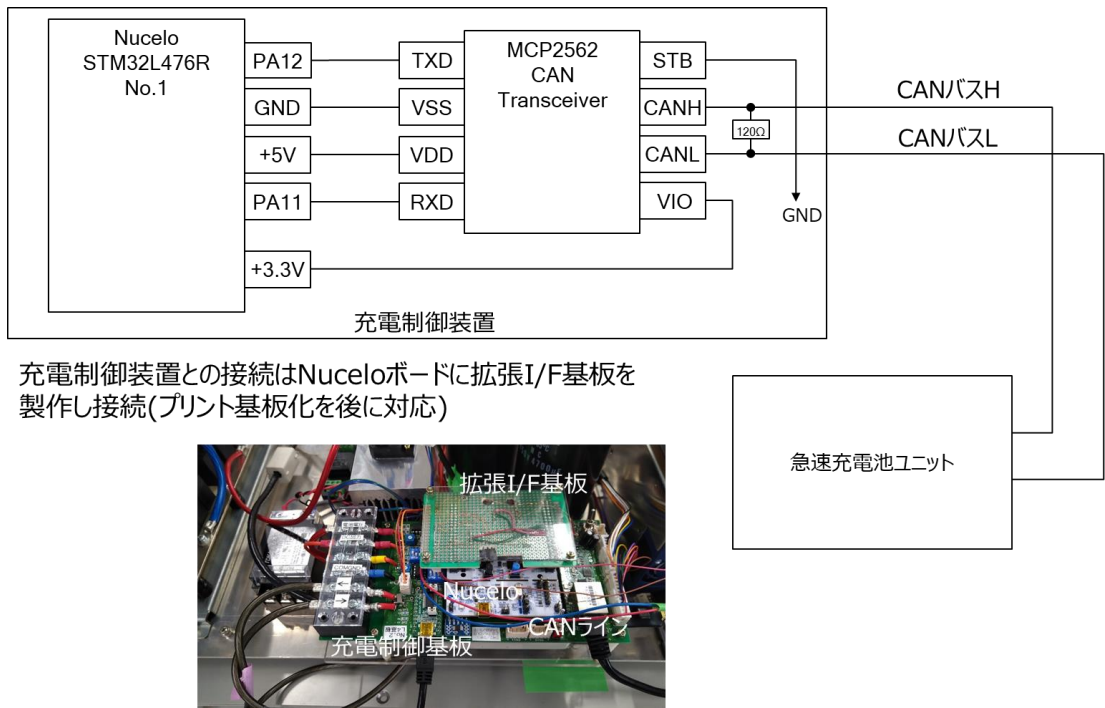 Nucelo
STM32L476R
No.1
PA12
GND
+5V
PA11
+3.3V
TXD
VSS
VDD
RXD
MCP2562
CAN
Transceiver
STB
CANH
CANL
VIO
120Ω
GND
CANバスH
CANバスL
充電制御装置
充電制御装置との接続はNuceloボードに拡張I/F基板を
製作し接続(プリント基板化を後に対応)
急速充電池ユニット
拡張I/F基板
Nucelo
CANライン
充電制御基板
COMGND